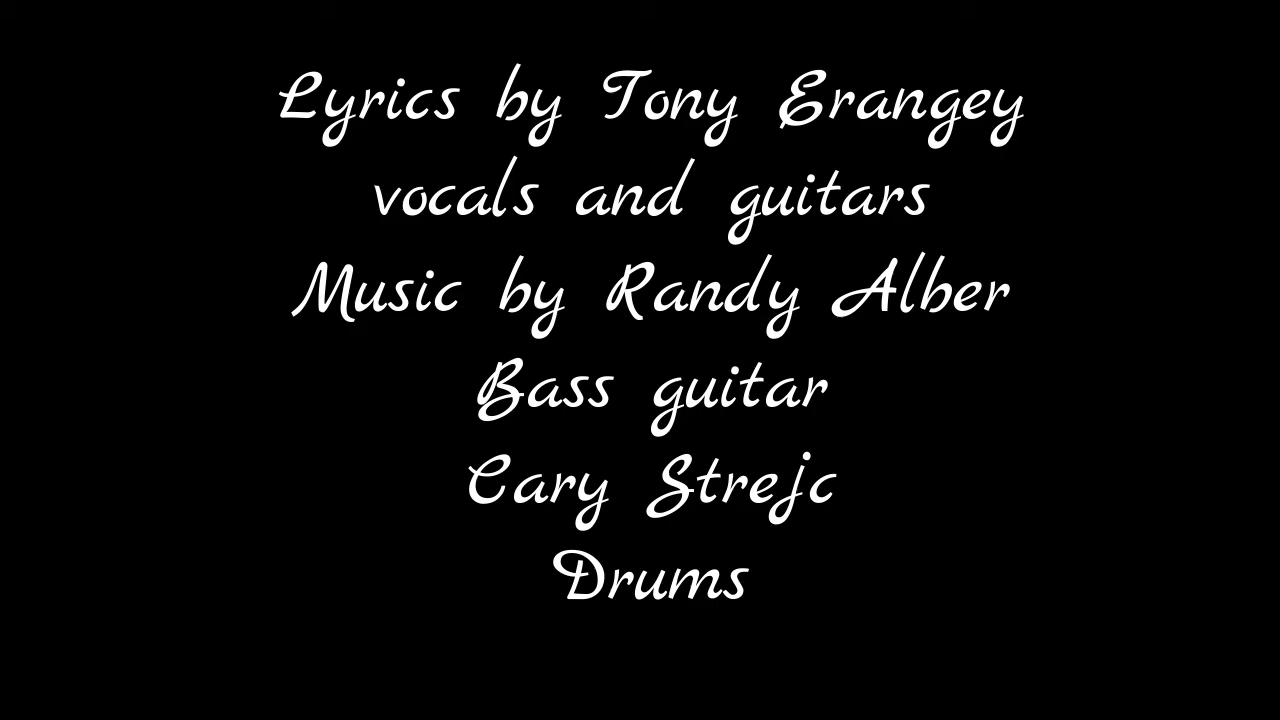 Lyrics by Tony Erangey
vocals and guitars
Music by Randy Alber
Bass guitar
Cary Strejc
Drums